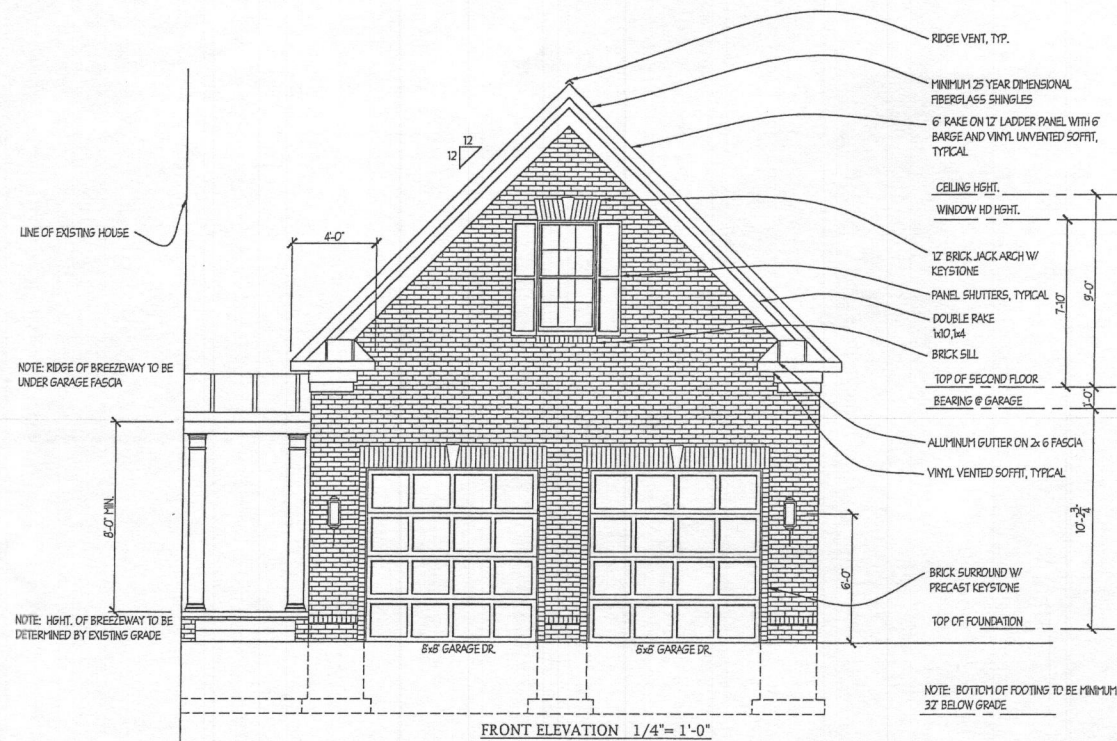 RIDGE VENT, TYP.
MINIMUM 25 YEAR DIMENSIONAL
FIBERGLASS SHINGLES
6" RAKE ON 12" LADDER PANEL WITH 6"
BARGE AND VINYL UNVENTED SOFFIT,
TYPICAL
12
12
CEILING HGHT.
WINDOW HD HGHT.
LINE OF EXISTING HOUSE
4'-0"
12" BRICK JACK ARCH W/
KEYSTONE
PANEL SHUTTERS, TYPICAL
7'-10"
9'-0"
DOUBLE RAKE
1x10,1x4
BRICK SILL
NOTE: RIDGE OF BREEZEWAY TO BE
UNDER GARAGE FASCIA
TOP OF SECOND FLOOR
BEARING @ GARAGE
1'-0"
ALUMINUM GUTTER ON 2x 6 FASCIA
VINYL VENTED SOFFIT, TYPICAL
8'-0" MIN.
10'-2 3/4"
6'-0"
BRICK SURROUND W/
PRECAST KEYSTONE
NOTE: HGHT. OF BREEZEWAY TO BE
DETERMINED BY EXISTING GRADE
TOP OF FOUNDATION
8'x8' GARAGE DR.
8'x8' GARAGE DR.
NOTE: BOTTOM OF FOOTING TO BE MINIMUM
32" BELOW GRADE
FRONT ELEVATION 1/4"= 1'-0"